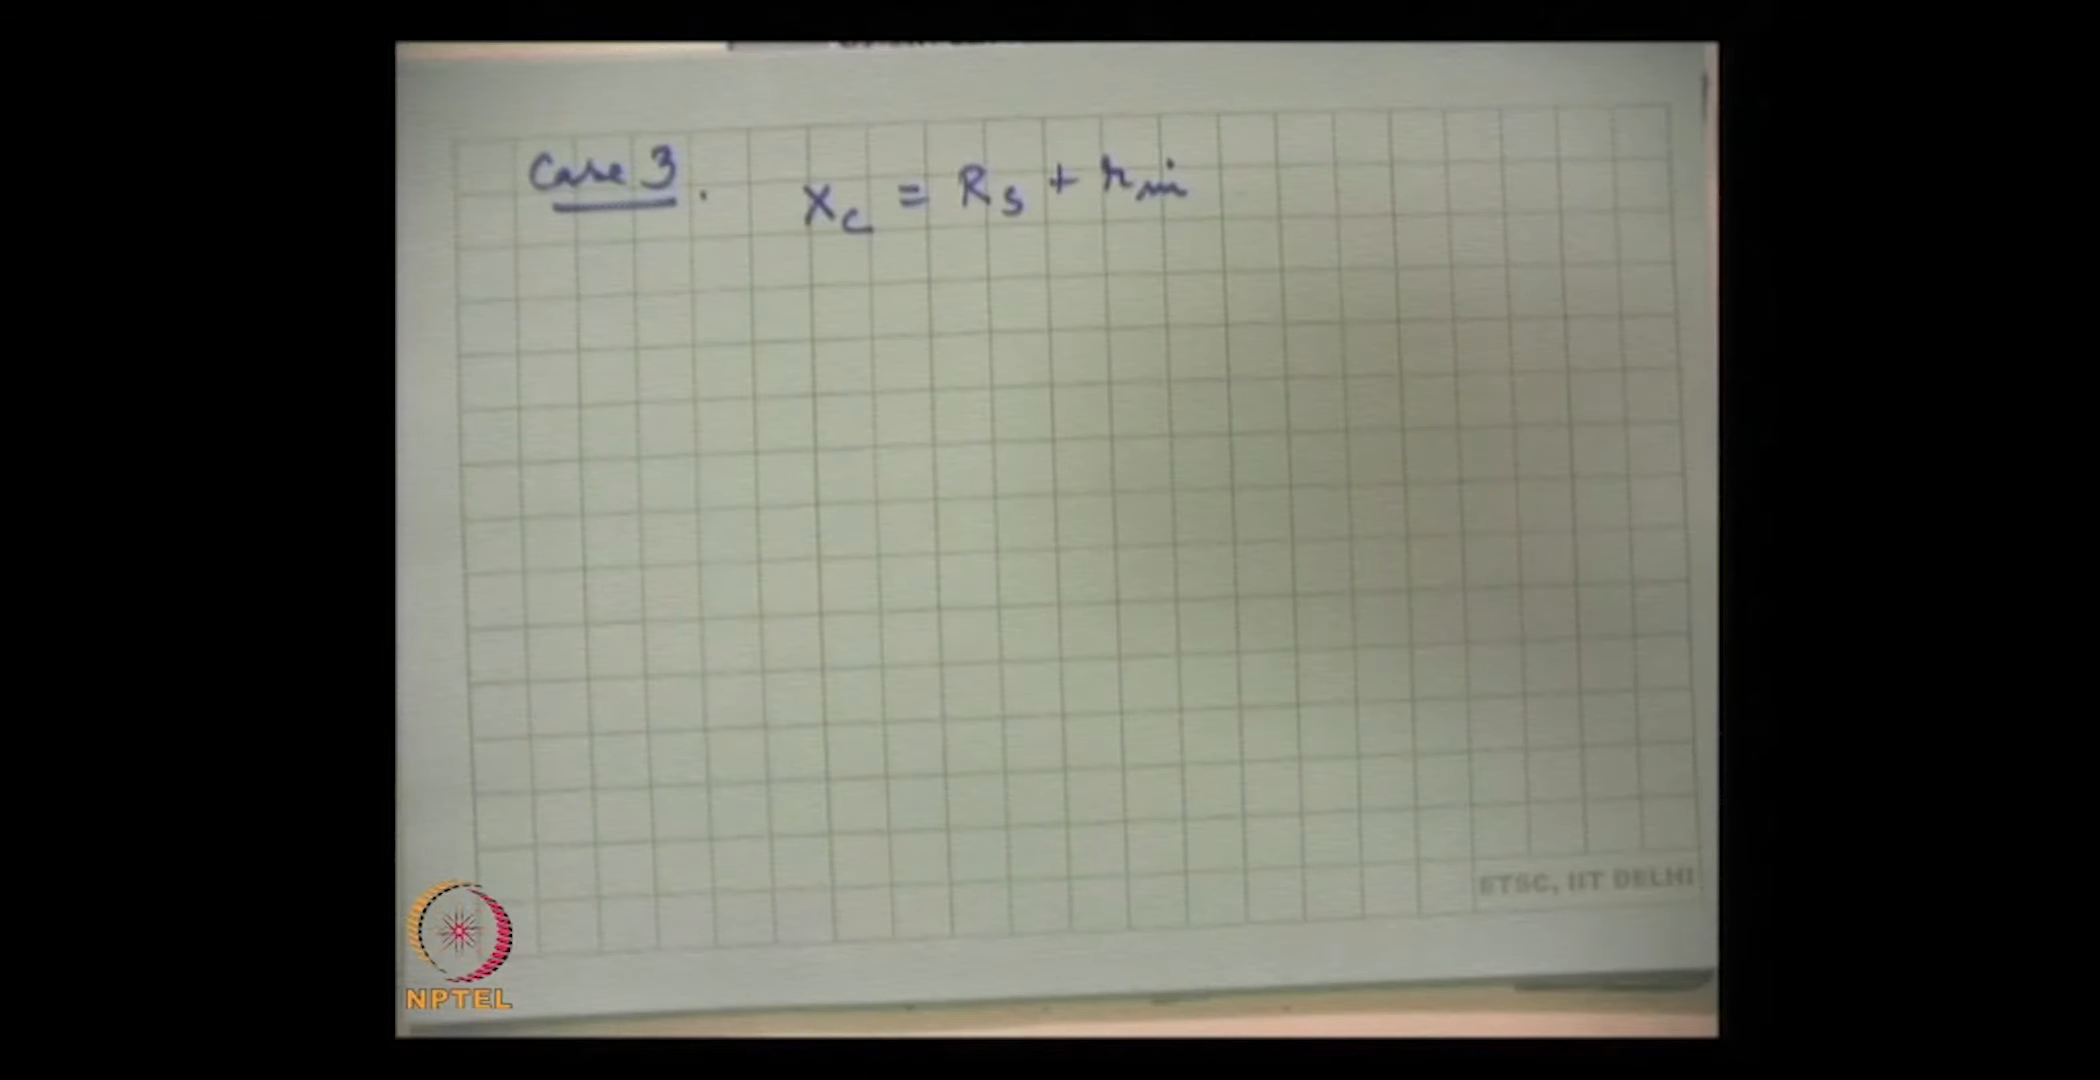 Case 3. X_C = R_S + r_in
ETSC, IIT DELHI
NPTEL